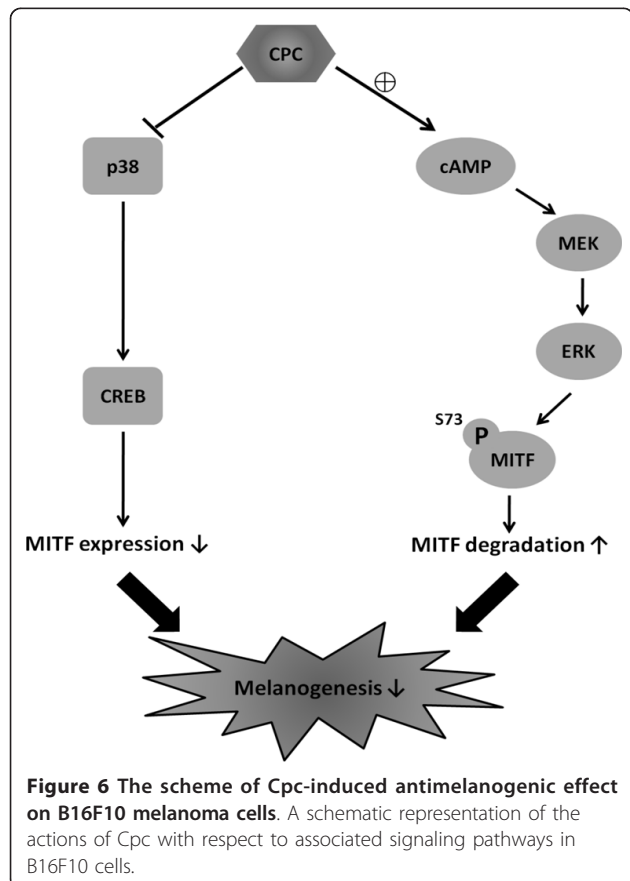 CPC
p38
cAMP
MEK
ERK
CREB
S73
P
MITF
MITF expression ↓
MITF degradation ↑
Melanogenesis ↓
Figure 6 The scheme of Cpc-induced antimelanogenic effect
on B16F10 melanoma cells. A schematic representation of the
actions of Cpc with respect to associated signaling pathways in
B16F10 cells.